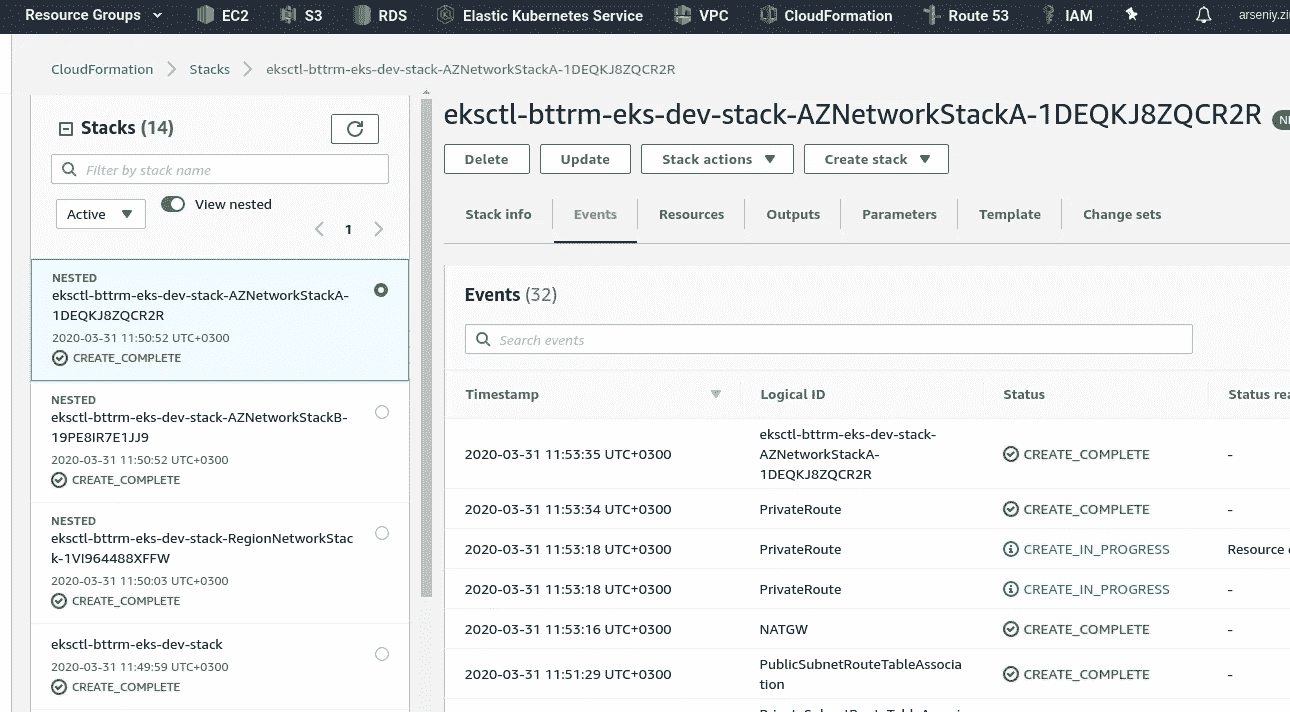 Resource Groups EC2 S3 RDS Elastic Kubernetes Service VPC CloudFormation Route 53 IAM
CloudFormation Stacks eksctl-bttrm-eks-dev-stack-AZNetworkStackA-1DEQKJ8ZQCR2R
Stacks (14)
Filter by stack name
Active View nested
1
NESTED
eksctl-bttrm-eks-dev-stack-AZNetworkStackA-
1DEQKJ8ZQCR2R
2020-03-31 11:50:52 UTC+0300
CREATE_COMPLETE
NESTED
eksctl-bttrm-eks-dev-stack-AZNetworkStackB-
19PE8IR7E1JJ9
2020-03-31 11:50:52 UTC+0300
CREATE_COMPLETE
NESTED
eksctl-bttrm-eks-dev-stack-RegionNetworkStac
k-1VI964488XFFW
2020-03-31 11:50:03 UTC+0300
CREATE_COMPLETE
eksctl-bttrm-eks-dev-stack
2020-03-31 11:49:59 UTC+0300
CREATE_COMPLETE
eksctl-bttrm-eks-dev-stack-AZNetworkStackA-1DEQKJ8ZQCR2R
Delete Update Stack actions Create stack
Stack info Events Resources Outputs Parameters Template Change sets
Events (32)
Search events
Timestamp Logical ID Status Status
eksctl-bttrm-eks-dev-stack-
2020-03-31 11:53:35 UTC+0300 AZNetworkStackA- CREATE_COMPLETE -
1DEQKJ8ZQCR2R
2020-03-31 11:53:34 UTC+0300 PrivateRoute CREATE_COMPLETE -
2020-03-31 11:53:18 UTC+0300 PrivateRoute CREATE_IN_PROGRESS Resource
2020-03-31 11:53:18 UTC+0300 PrivateRoute CREATE_IN_PROGRESS -
2020-03-31 11:53:16 UTC+0300 NATGW CREATE_COMPLETE -
PublicSubnetRouteTableAssocia
2020-03-31 11:51:29 UTC+0300 CREATE_COMPLETE -
tion